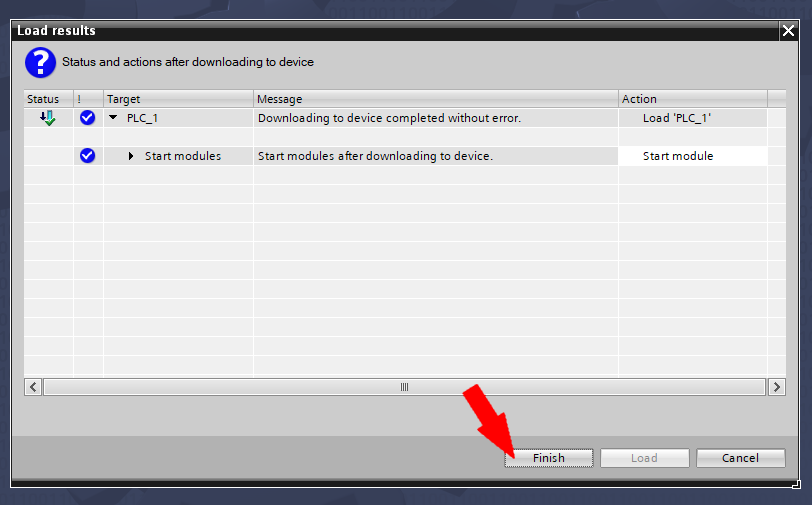 Load results
Status and actions after downloading to device
Status ! Target Message Action
PLC_1 Downloading to device completed without error. Load 'PLC_1'
Start modules Start modules after downloading to device. Start module
Finish Load Cancel